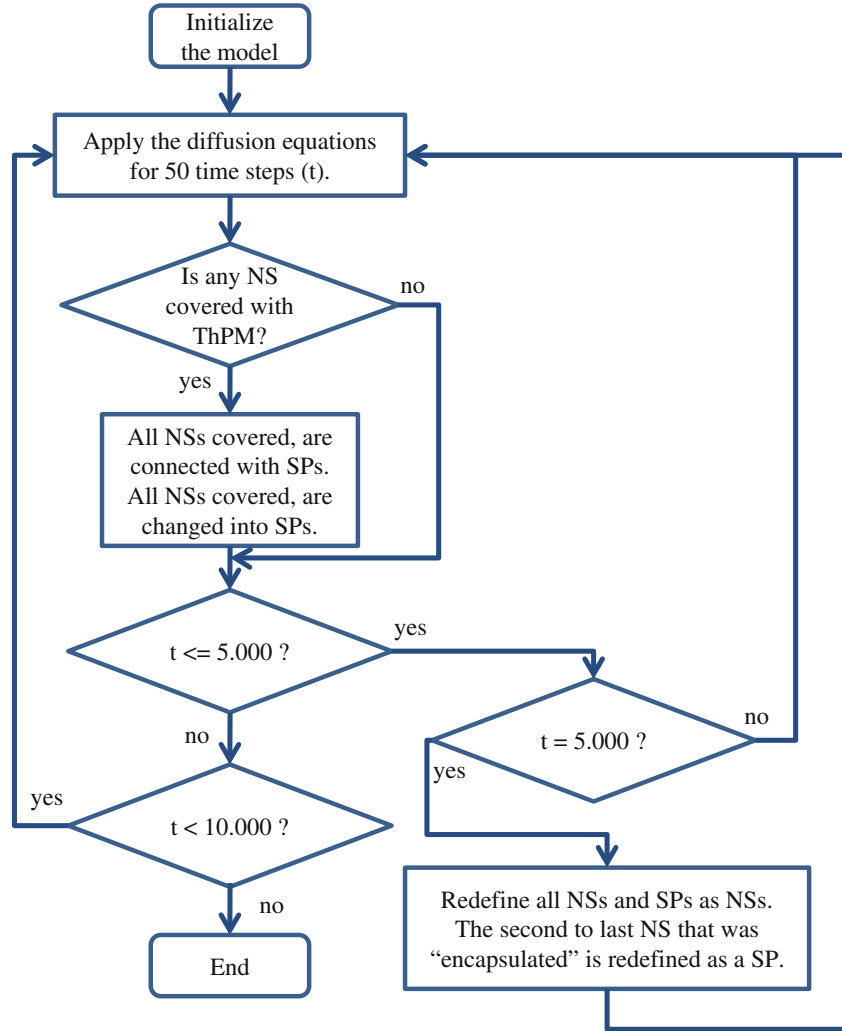 Initialize
the model
Apply the diffusion equations
for 50 time steps (t).
Is any NS
covered with
ThPM?
no
yes
All NSs covered, are
connected with SPs.
All NSs covered, are
changed into SPs.
t <= 5.000 ?
yes
no
t = 5.000 ?
no
yes
t < 10.000 ?
yes
no
Redefine all NSs and SPs as NSs.
The second to last NS that was
“encapsulated” is redefined as a SP.
End